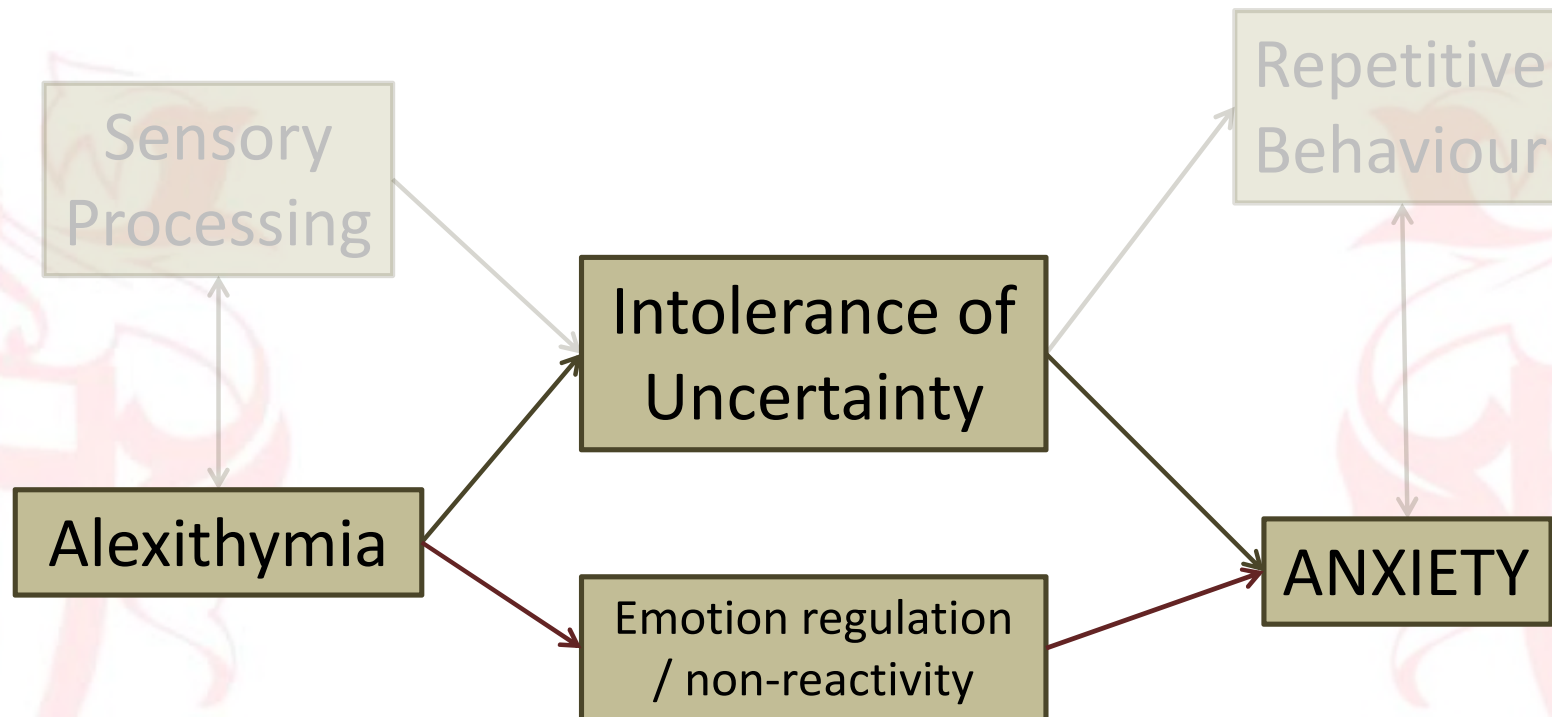 Repetitive
Behaviour
Sensory
Processing
Intolerance of
Uncertainty
Alexithymia
ANXIETY
Emotion regulation
/ non-reactivity